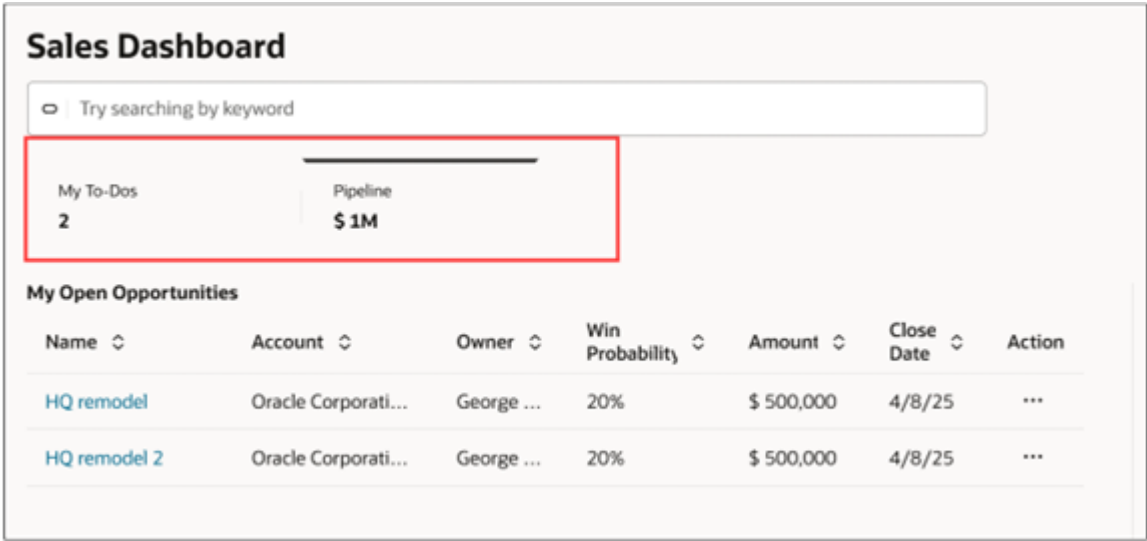 Sales Dashboard
Try searching by keyword
My To-Dos Pipeline
2 $ 1M
My Open Opportunities
Name Account Owner Win Probability Amount Close Date Action
HQ remodel Oracle Corporati... George ... 20% $ 500,000 4/8/25 ...
HQ remodel 2 Oracle Corporati... George ... 20% $ 500,000 4/8/25 ...